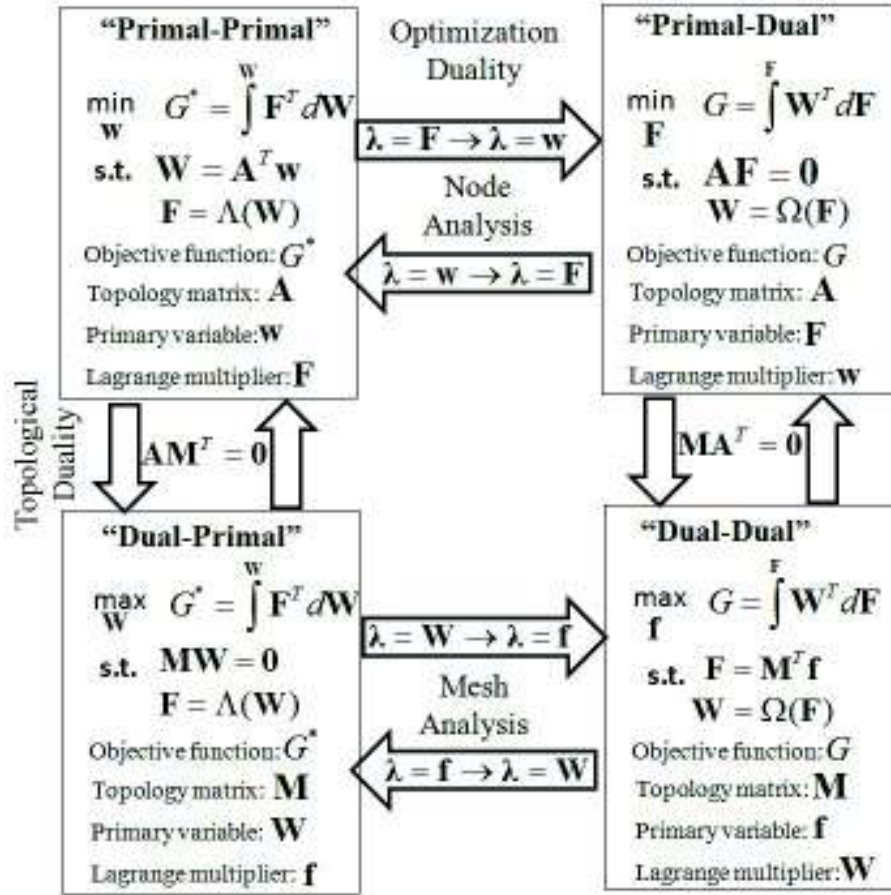 “Primal-Primal”
min G* = ∫^W F^T dW
w
s.t. W = A^T w
F = Λ(W)
Objective function: G*
Topology matrix: A
Primary variable: w
Lagrange multiplier: F
Optimization
Duality
λ = F → λ = w
Node
Analysis
λ = w → λ = F
“Primal-Dual”
min G = ∫^F W^T dF
F
s.t. AF = 0
W = Ω(F)
Objective function: G
Topology matrix: A
Primary variable: F
Lagrange multiplier: w
Topological
Duality
AM^T = 0
MA^T = 0
“Dual-Primal”
max G* = ∫^W F^T dW
W
s.t. MW = 0
F = Λ(W)
Objective function: G*
Topology matrix: M
Primary variable: W
Lagrange multiplier: f
λ = W → λ = f
Mesh
Analysis
λ = f → λ = W
“Dual-Dual”
max G = ∫^F W^T dF
f
s.t. F = M^T f
W = Ω(F)
Objective function: G
Topology matrix: M
Primary variable: f
Lagrange multiplier: W